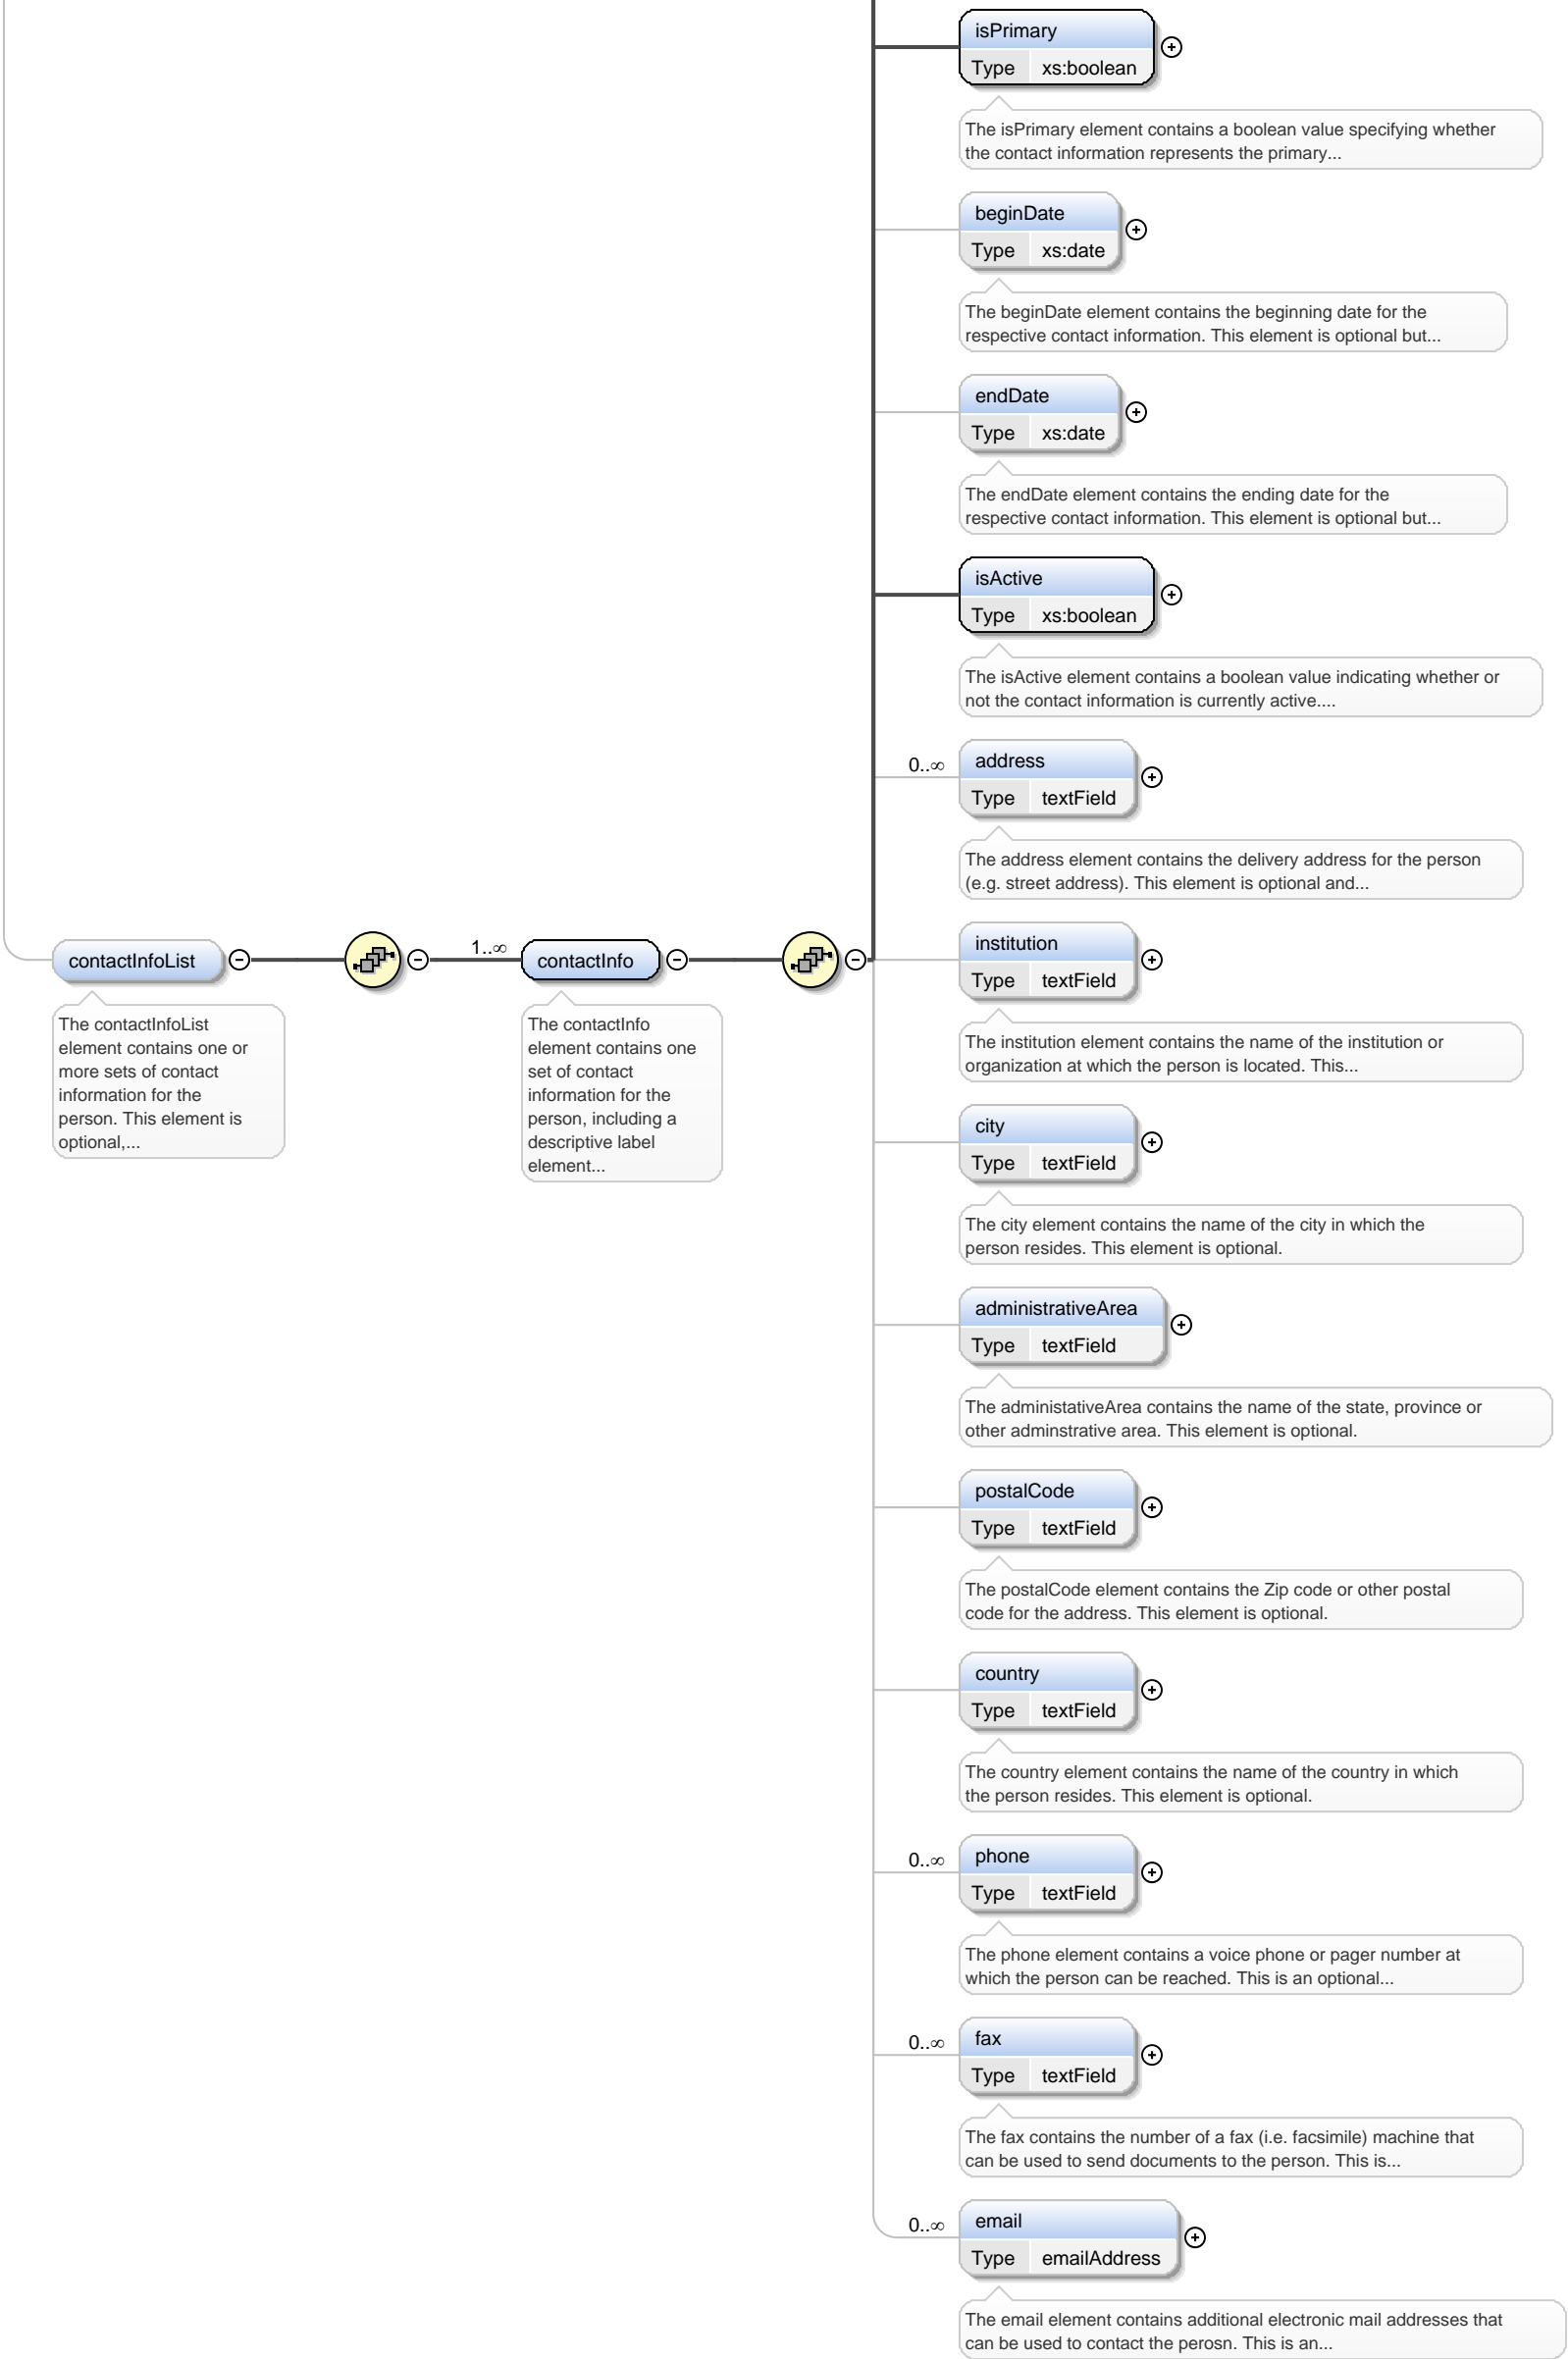 isPrimary
Type xs:boolean
The isPrimary element contains a boolean value specifying whether
the contact information represents the primary...
beginDate
Type xs:date
The beginDate element contains the beginning date for the
respective contact information. This element is optional but...
endDate
Type xs:date
The endDate element contains the ending date for the
respective contact information. This element is optional but...
isActive
Type xs:boolean
The isActive element contains a boolean value indicating whether or
not the contact information is currently active....
0..∞
address
Type textField
The address element contains the delivery address for the person
(e.g. street address). This element is optional and...
contactInfoList
The contactInfoList
element contains one or
more sets of contact
information for the
person. This element is
optional,...
1..∞
contactInfo
The contactInfo
element contains one
set of contact
information for the
person, including a
descriptive label
element...
institution
Type textField
The institution element contains the name of the institution or
organization at which the person is located. This...
city
Type textField
The city element contains the name of the city in which the
person resides. This element is optional.
administrativeArea
Type textField
The administativeArea contains the name of the state, province or
other adminstrative area. This element is optional.
postalCode
Type textField
The postalCode element contains the Zip code or other postal
code for the address. This element is optional.
country
Type textField
The country element contains the name of the country in which
the person resides. This element is optional.
0..∞
phone
Type textField
The phone element contains a voice phone or pager number at
which the person can be reached. This is an optional...
0..∞
fax
Type textField
The fax contains the number of a fax (i.e. facsimile) machine that
can be used to send documents to the person. This is...
0..∞
email
Type emailAddress
The email element contains additional electronic mail addresses that
can be used to contact the perosn. This is an...